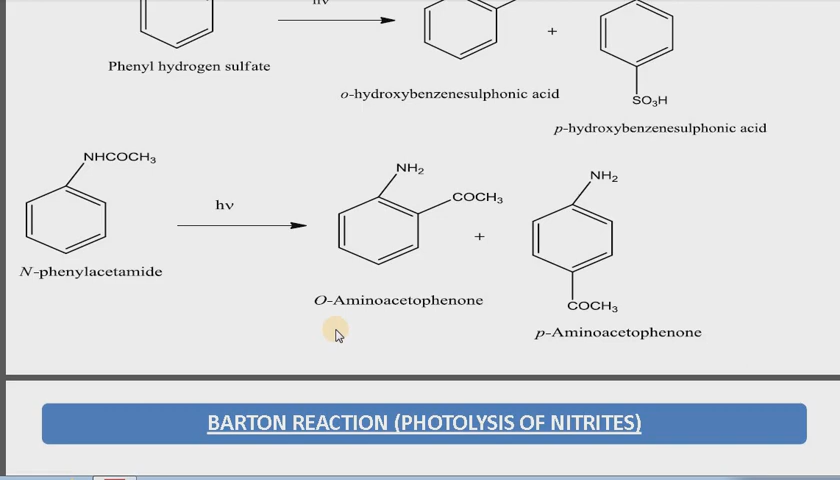 hν
+
Phenyl hydrogen sulfate
SO₃H
o-hydroxybenzenesulphonic acid
p-hydroxybenzenesulphonic acid
NHCOCH₃
NH₂
NH₂
COCH₃
hν
+
N-phenylacetamide
O-Aminoacetophenone
COCH₃
p-Aminoacetophenone
BARTON REACTION (PHOTOLYSIS OF NITRITES)